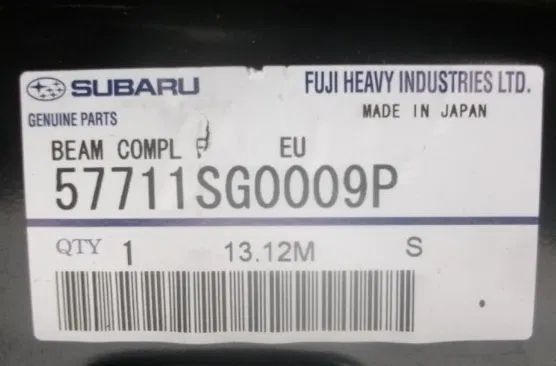 SUBARU FUJI HEAVY INDUSTRIES LTD.
GENUINE PARTS MADE IN JAPAN
BEAM COMPL F EU
57711SG0009P
QTY 1 13.12M S